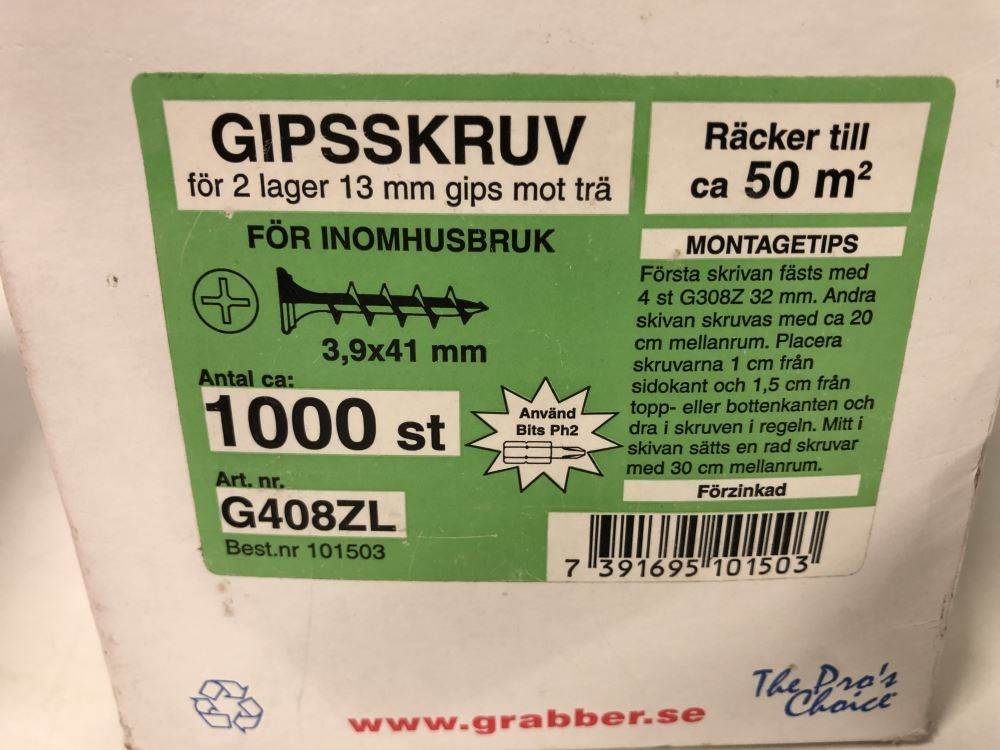 GIPSSKRUV
för 2 lager 13 mm gips mot trä
Räcker till
ca 50 m²
FÖR INOMHUSBRUK
3,9x41 mm
Antal ca:
1000 st
Använd
Bits Ph2
Art. nr.
G408ZL
Best.nr 101503
MONTAGETIPS
Första skrivan fästs med
4 st G308Z 32 mm. Andra
skivan skruvas med ca 20
cm mellanrum. Placera
skruvarna 1 cm från
sidokant och 1,5 cm från
topp- eller bottenkanten och
dra i skruven i regeln. Mitt i
skivan sätts en rad skruvar
med 30 cm mellanrum.
Förzinkad
7 391695 101503
www.grabber.se
The Pro's
Choice